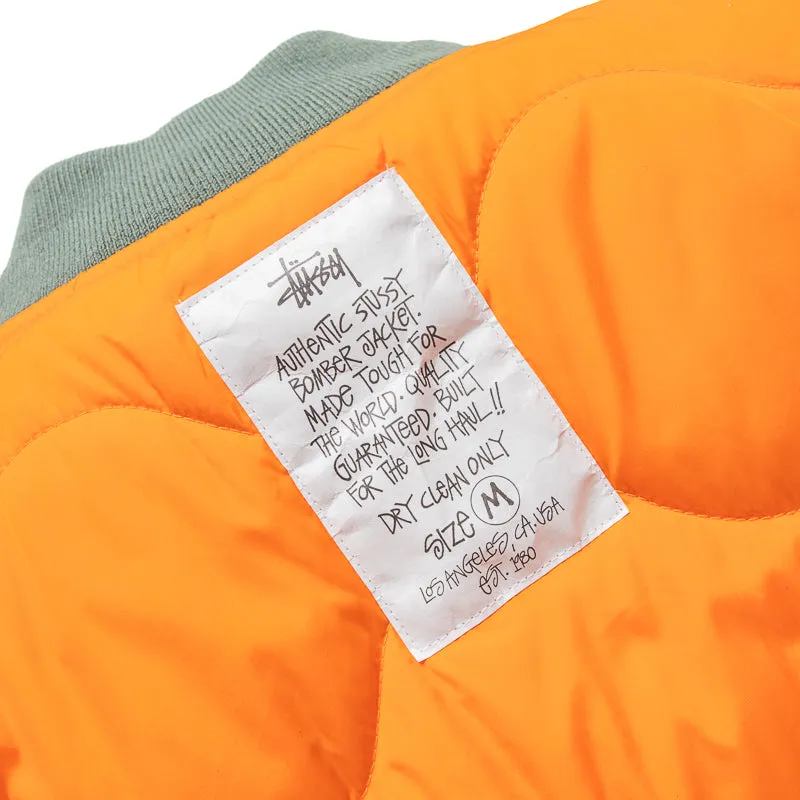 Stüssy
AUTHENTIC STUSSY
BOMBER JACKET.
MADE TOUGH FOR
THE WORLD. QUALITY
GUARANTEED. BUILT
FOR THE LONG HAUL!!
DRY CLEAN ONLY
SIZE M
LOS ANGELES, CA. USA
EST. 1980